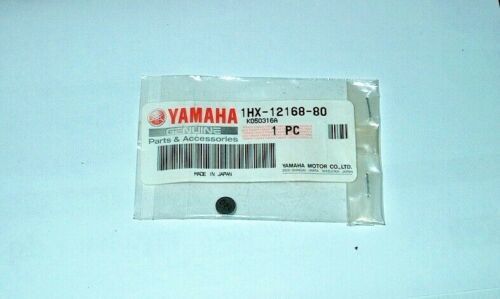 YAMAHA 1HX-12168-80
K050316A
GENUINE
1 PC
Parts & Accessories
MADE IN JAPAN
YAMAHA MOTOR CO.,LTD.